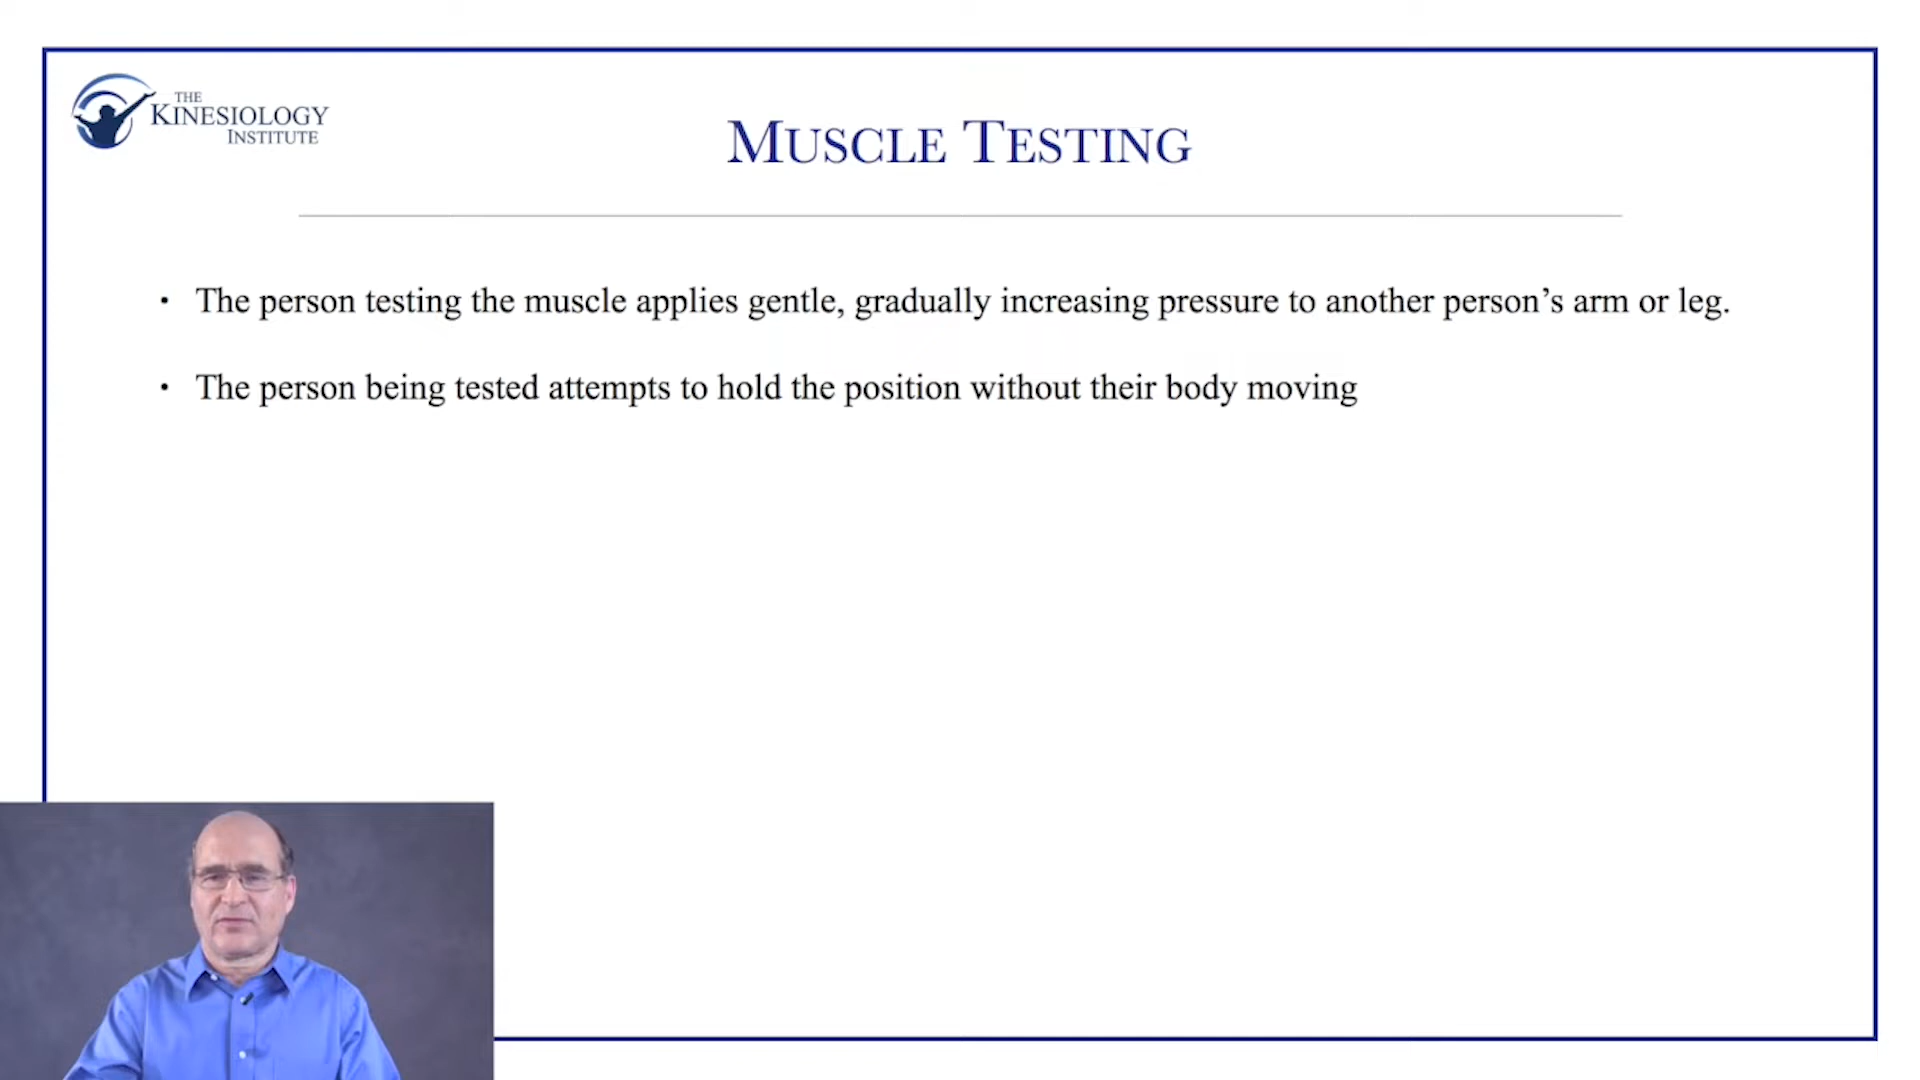 THE
KINESIOLOGY
INSTITUTE
MUSCLE TESTING
• The person testing the muscle applies gentle, gradually increasing pressure to another person’s arm or leg.
• The person being tested attempts to hold the position without their body moving